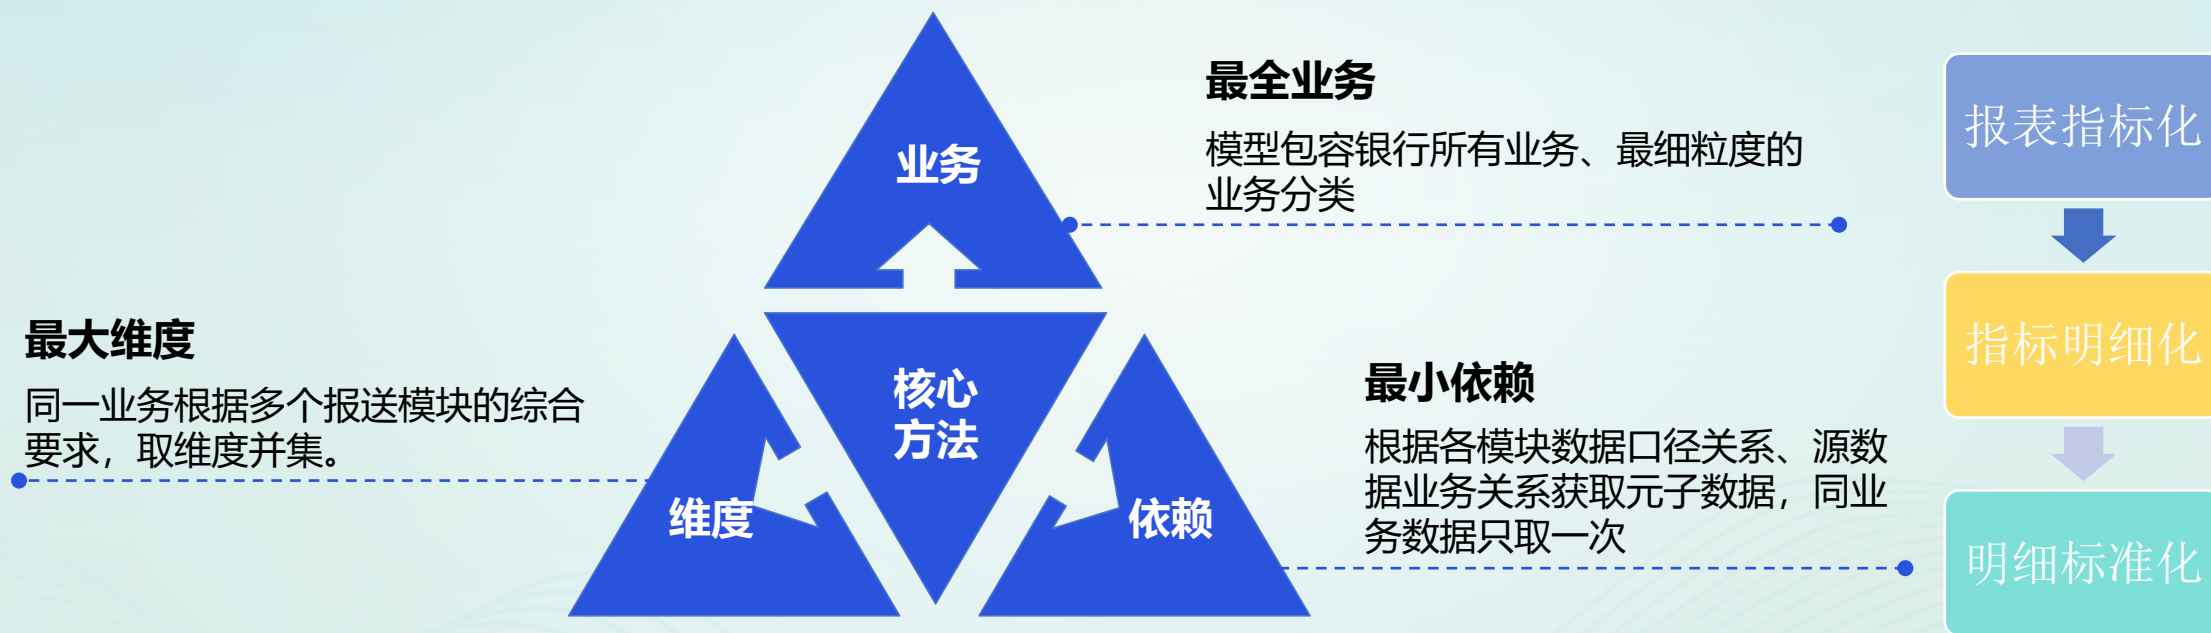 业务
最全业务
模型包容银行所有业务、最细粒度的
业务分类
最大维度
同一业务根据多个报送模块的综合
要求，取维度并集。
核心
方法
维度
依赖
最小依赖
根据各模块数据口径关系、源数
据业务关系获取元子数据，同业
务数据只取一次
报表指标化
指标明细化
明细标准化